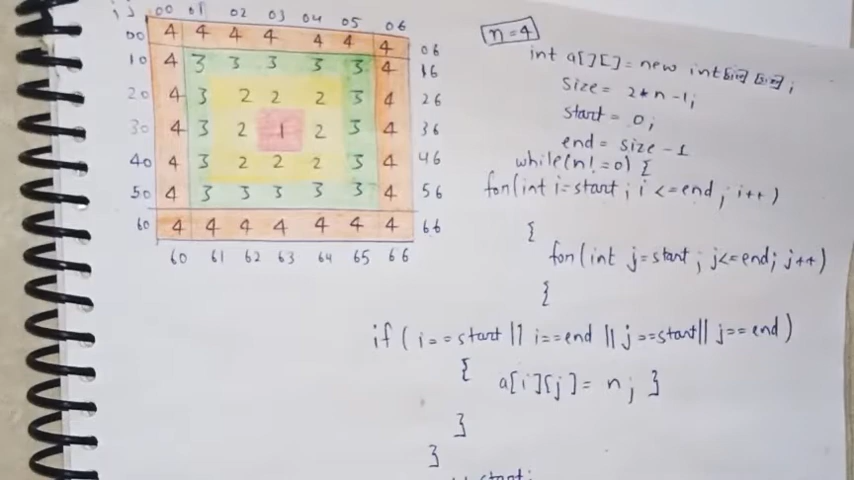 i j 00 01 02 03 04 05 06
00 4 4 4 4 4 4 4 06
10 4 3 3 3 3 3 4 16
20 4 3 2 2 2 3 4 26
30 4 3 2 1 2 3 4 36
40 4 3 2 2 2 3 4 46
50 4 3 3 3 3 3 4 56
60 4 4 4 4 4 4 4 66
60 61 62 63 64 65 66
n=4
int a[][]=new int[size][size];
size= 2*n-1;
start= 0;
end= size-1
while(n!=0) {
for(int i=start; i<=end; i++)
{
for(int j=start; j<=end; j++)
{
if(i==start||i==end||j==start||j==end)
{ a[i][j]= n; }
}
}
start;